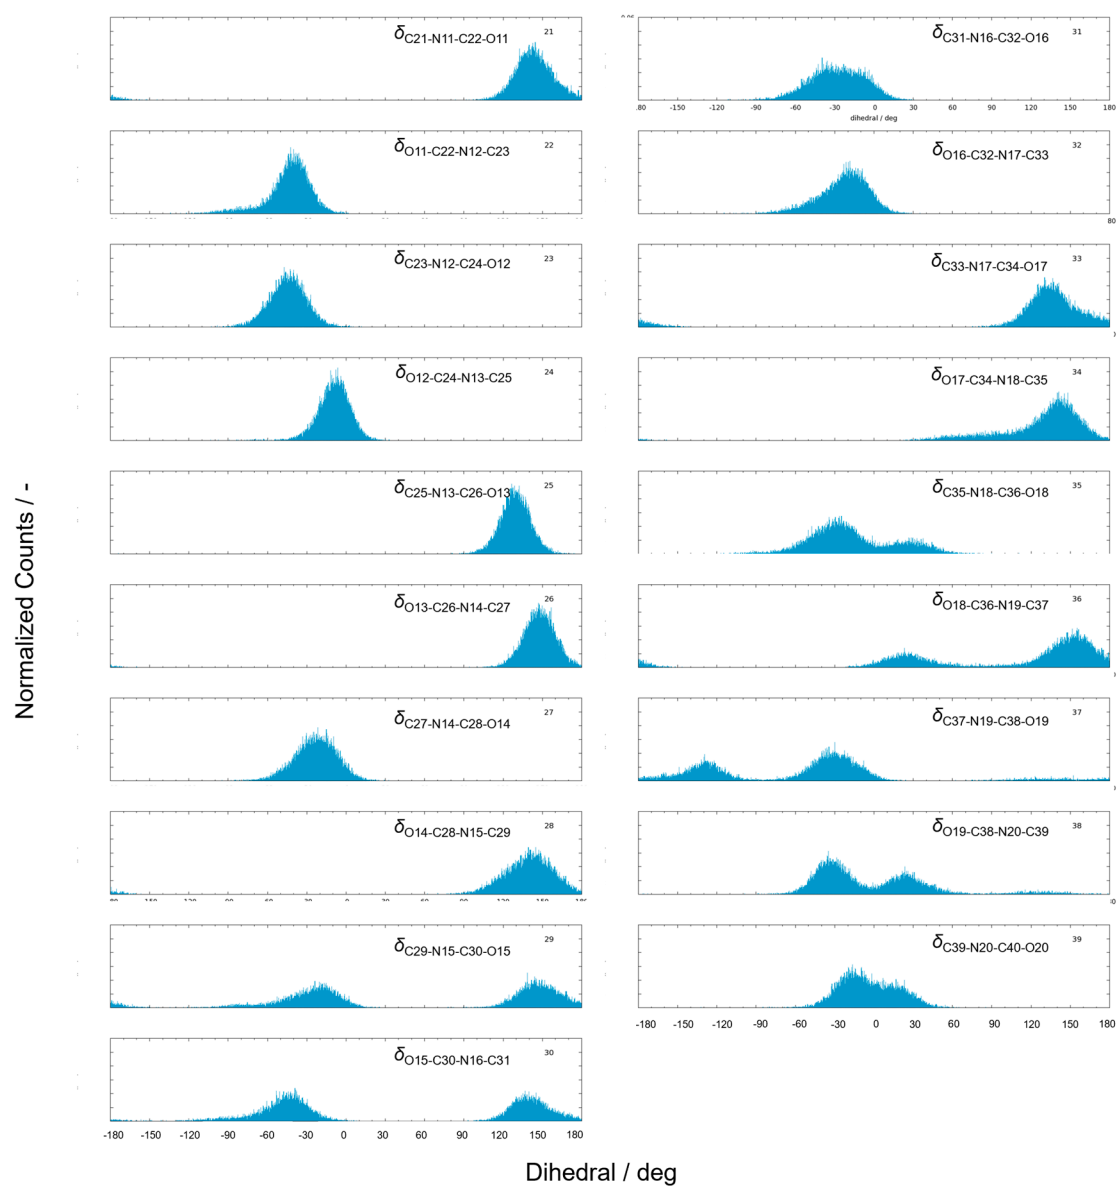 δC21-N11-C22-O11 21
δO11-C22-N12-C23 22
δC23-N12-C24-O12 23
δO12-C24-N13-C25 24
δC25-N13-C26-O13 25
δO13-C26-N14-C27 26
δC27-N14-C28-O14 27
δO14-C28-N15-C29 28
δC29-N15-C30-O15 29
δO15-C30-N16-C31 30
-180 -150 -120 -90 -60 -30 0 30 60 90 120 150 180
δC31-N16-C32-O16 31
80 -150 -120 -90 -60 -30 0 30 60 90 120 150 180
dihedral / deg
δO16-C32-N17-C33 32
80
δC33-N17-C34-O17 33
δO17-C34-N18-C35 34
δC35-N18-C36-O18 35
δO18-C36-N19-C37 36
δC37-N19-C38-O19 37
δO19-C38-N20-C39 38
δC39-N20-C40-O20 39
-180 -150 -120 -90 -60 -30 0 30 60 90 120 150 180
Normalized Counts / -
Dihedral / deg